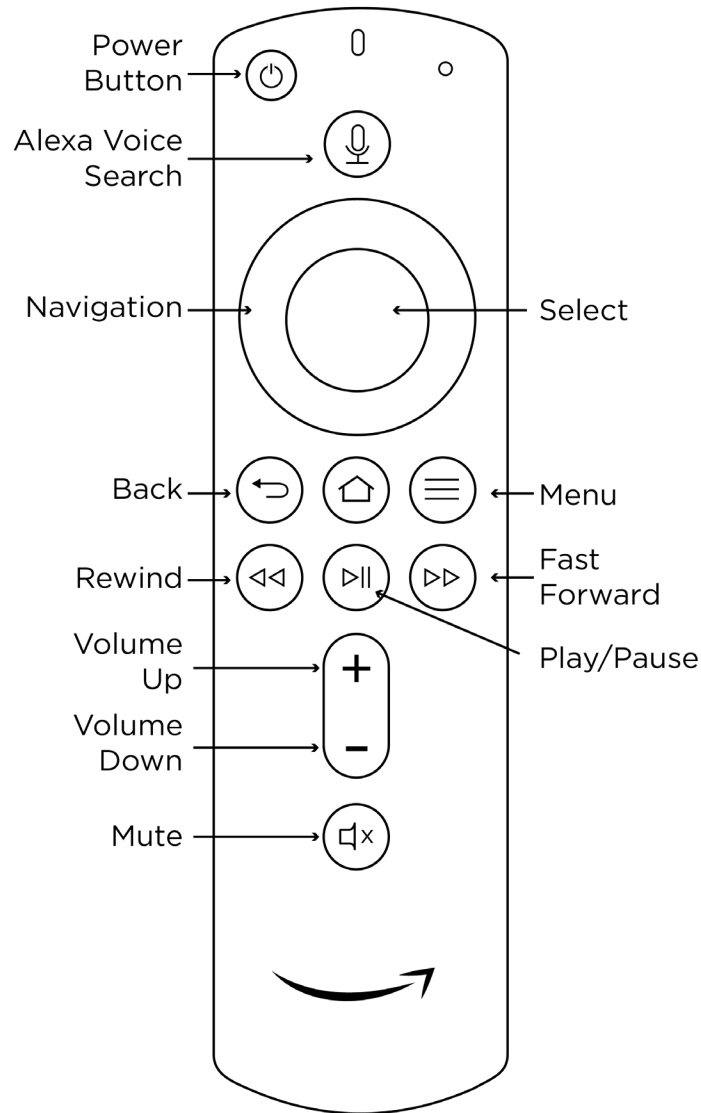 Power
Button
Alexa Voice
Search
Navigation
Select
Back
Menu
Rewind
Fast
Forward
Volume
Up
Play/Pause
Volume
Down
Mute